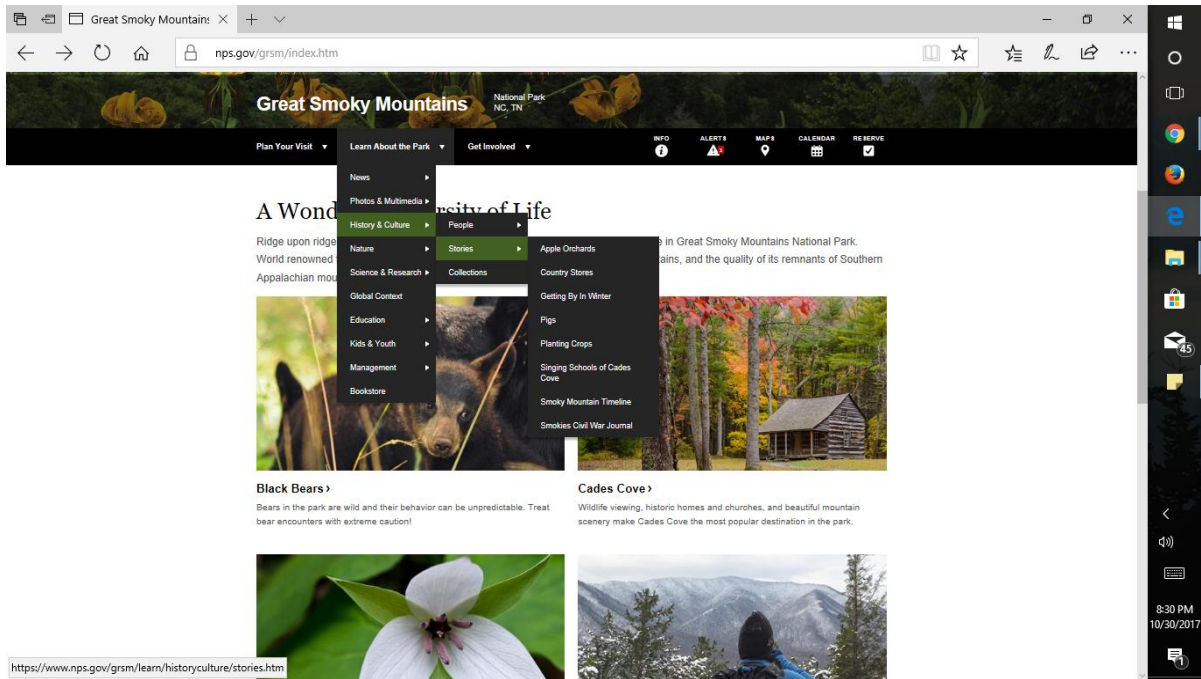 Great Smoky Mountains
nps.gov/grsm/index.htm
Great Smoky Mountains
National Park
NC, TN
Plan Your Visit
Learn About the Park
Get Involved
INFO
ALERTS
MAPS
CALENDAR
RESERVE
3
News
Photos & Multimedia
History & Culture
Nature
Science & Research
Global Context
Education
Kids & Youth
Management
Bookstore
People
Stories
Collections
Apple Orchards
Country Stores
Getting By In Winter
Pigs
Planting Crops
Singing Schools of Cades
Cove
Smoky Mountain Timeline
Smokies Civil War Journal
A Wond rsity of Life
Ridge upon ridge e in Great Smoky Mountains National Park.
World renowned tains, and the quality of its remnants of Southern
Appalachian mou
Black Bears ›
Bears in the park are wild and their behavior can be unpredictable. Treat
bear encounters with extreme caution!
Cades Cove ›
Wildlife viewing, historic homes and churches, and beautiful mountain
scenery make Cades Cove the most popular destination in the park.
https://www.nps.gov/grsm/learn/historyculture/stories.htm
45
8:30 PM
10/30/2017
1